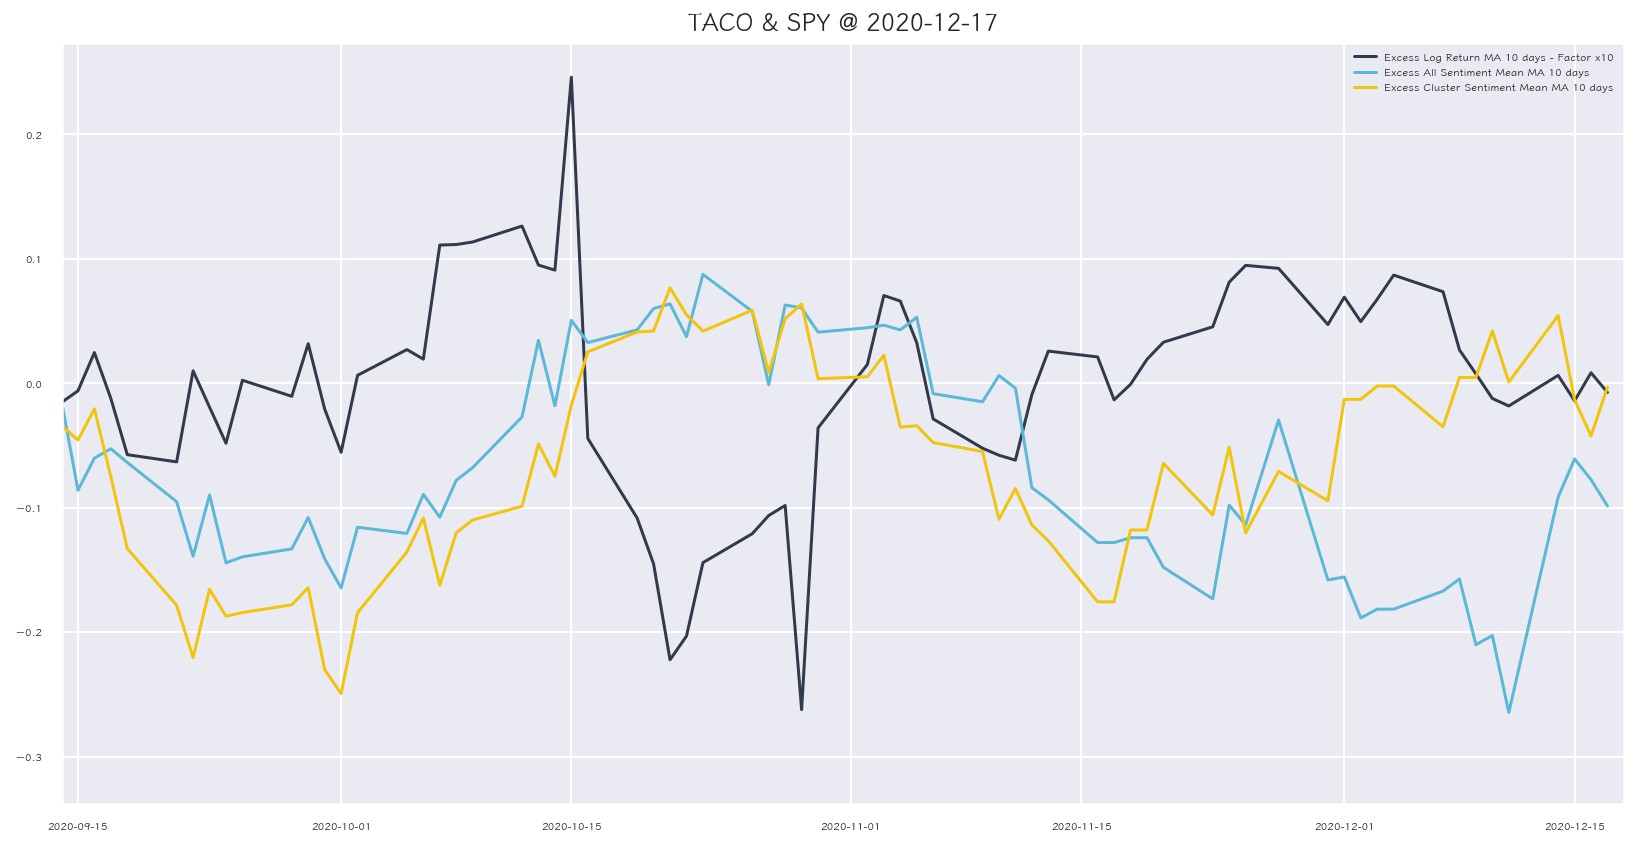 TACO & SPY @ 2020-12-17
Excess Log Return MA 10 days - Factor x10
Excess All Sentiment Mean MA 10 days
Excess Cluster Sentiment Mean MA 10 days
0.2
0.1
0.0
−0.1
−0.2
−0.3
2020-09-15 2020-10-01 2020-10-15 2020-11-01 2020-11-15 2020-12-01 2020-12-15